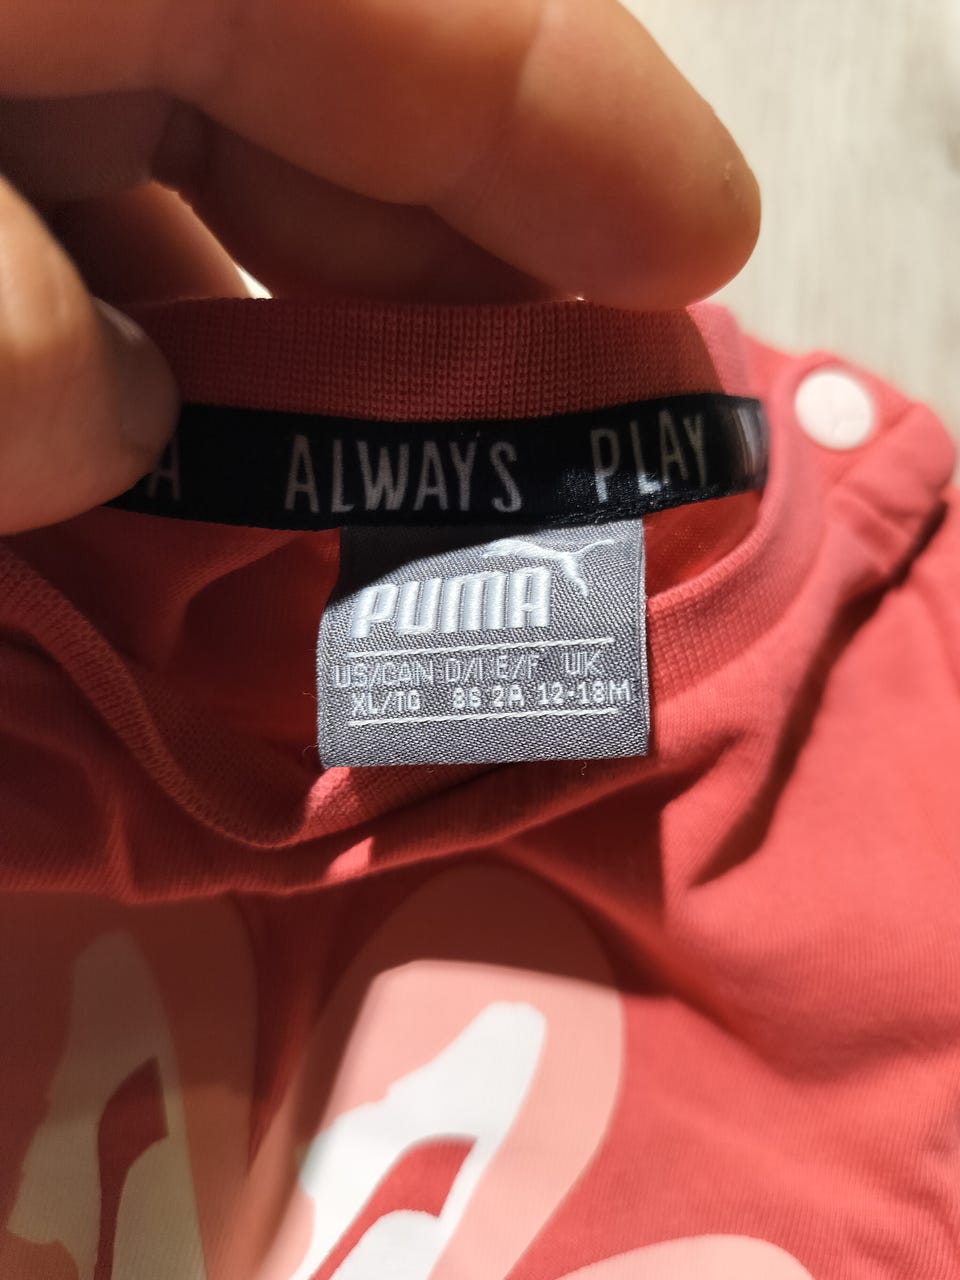 A ALWAYS PLAY
PUMA
US/CAN D/I E/F UK
XL/TG 86 2A 12-18M